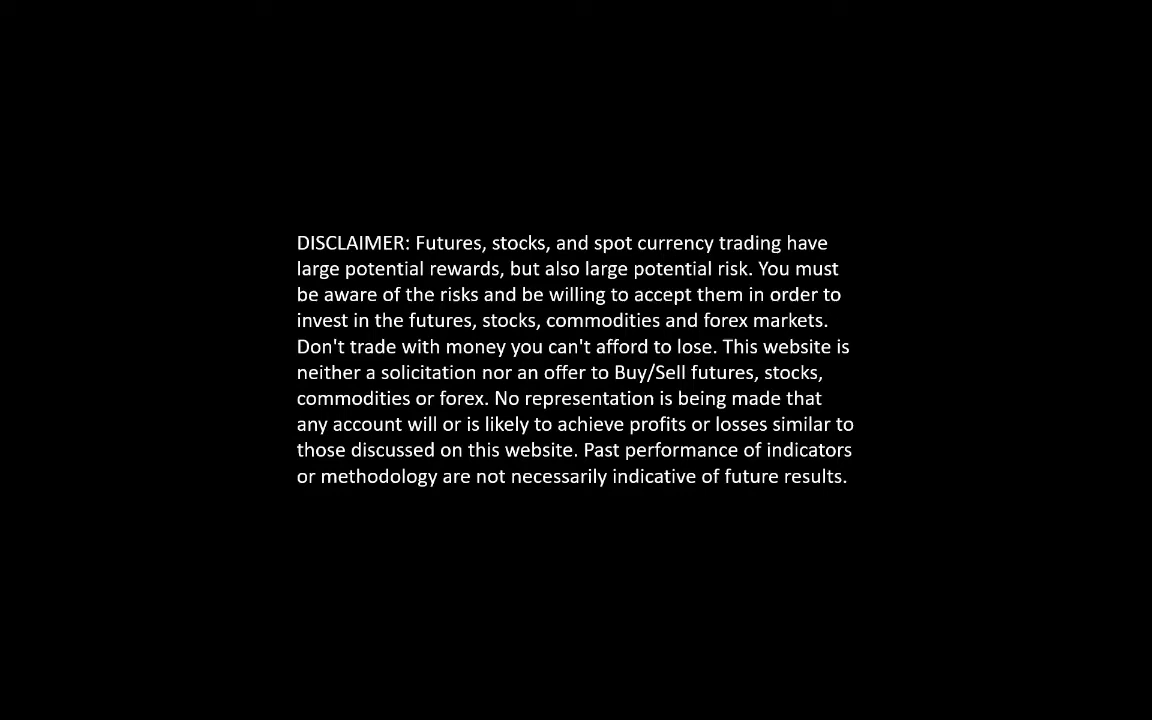 DISCLAIMER: Futures, stocks, and spot currency trading have
large potential rewards, but also large potential risk. You must
be aware of the risks and be willing to accept them in order to
invest in the futures, stocks, commodities and forex markets.
Don't trade with money you can't afford to lose. This website is
neither a solicitation nor an offer to Buy/Sell futures, stocks,
commodities or forex. No representation is being made that
any account will or is likely to achieve profits or losses similar to
those discussed on this website. Past performance of indicators
or methodology are not necessarily indicative of future results.